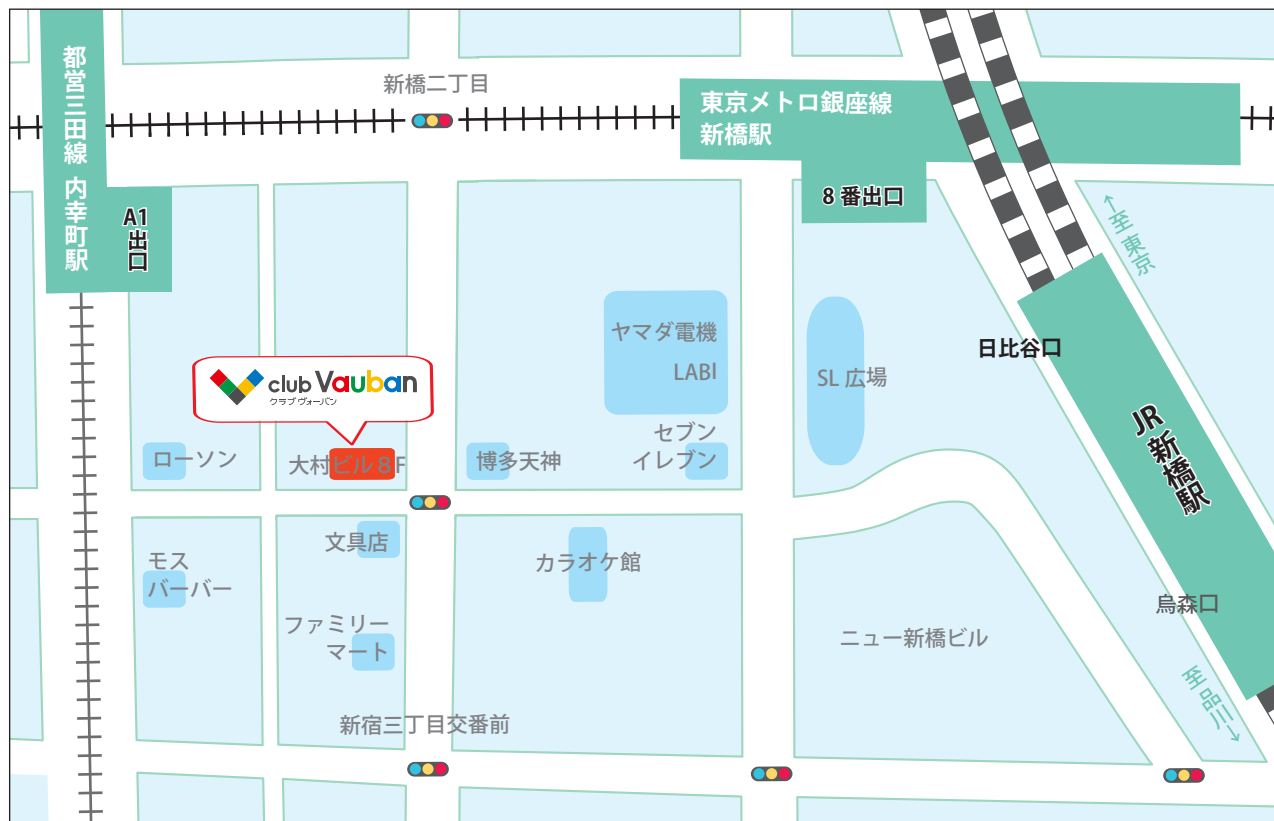 都営三田線 内幸町駅
A1
出口
新橋二丁目
東京メトロ銀座線
新橋駅
8番出口
↑至東京
ヤマダ電機
LABI
SL 広場
日比谷口
JR新橋駅
club Vauban
クラブ ヴォーバン
ローソン
大村ビル8F
博多天神
セブン
イレブン
文具店
モス
バーバー
カラオケ館
ファミリー
マート
ニュー新橋ビル
烏森口
至品川→
新宿三丁目交番前